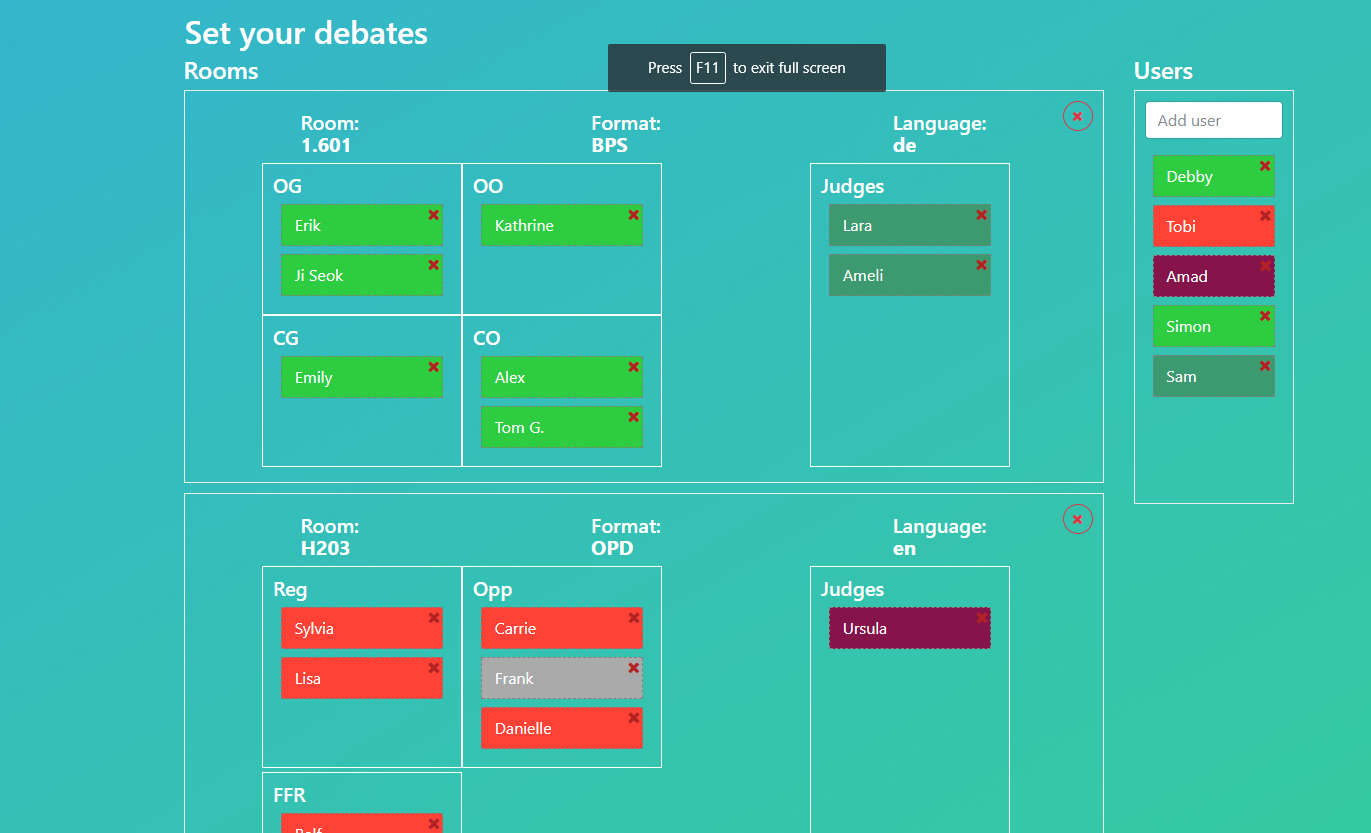 Set your debates
Rooms
Press F11 to exit full screen
Users
Room:
1.601
Format:
BPS
Language:
de
OG
Erik
Ji Seok
OO
Kathrine
Judges
Lara
Ameli
CG
Emily
CO
Alex
Tom G.
Add user
Debby
Tobi
Amad
Simon
Sam
Room:
H203
Format:
OPD
Language:
en
Reg
Sylvia
Lisa
Opp
Carrie
Frank
Danielle
Judges
Ursula
FFR